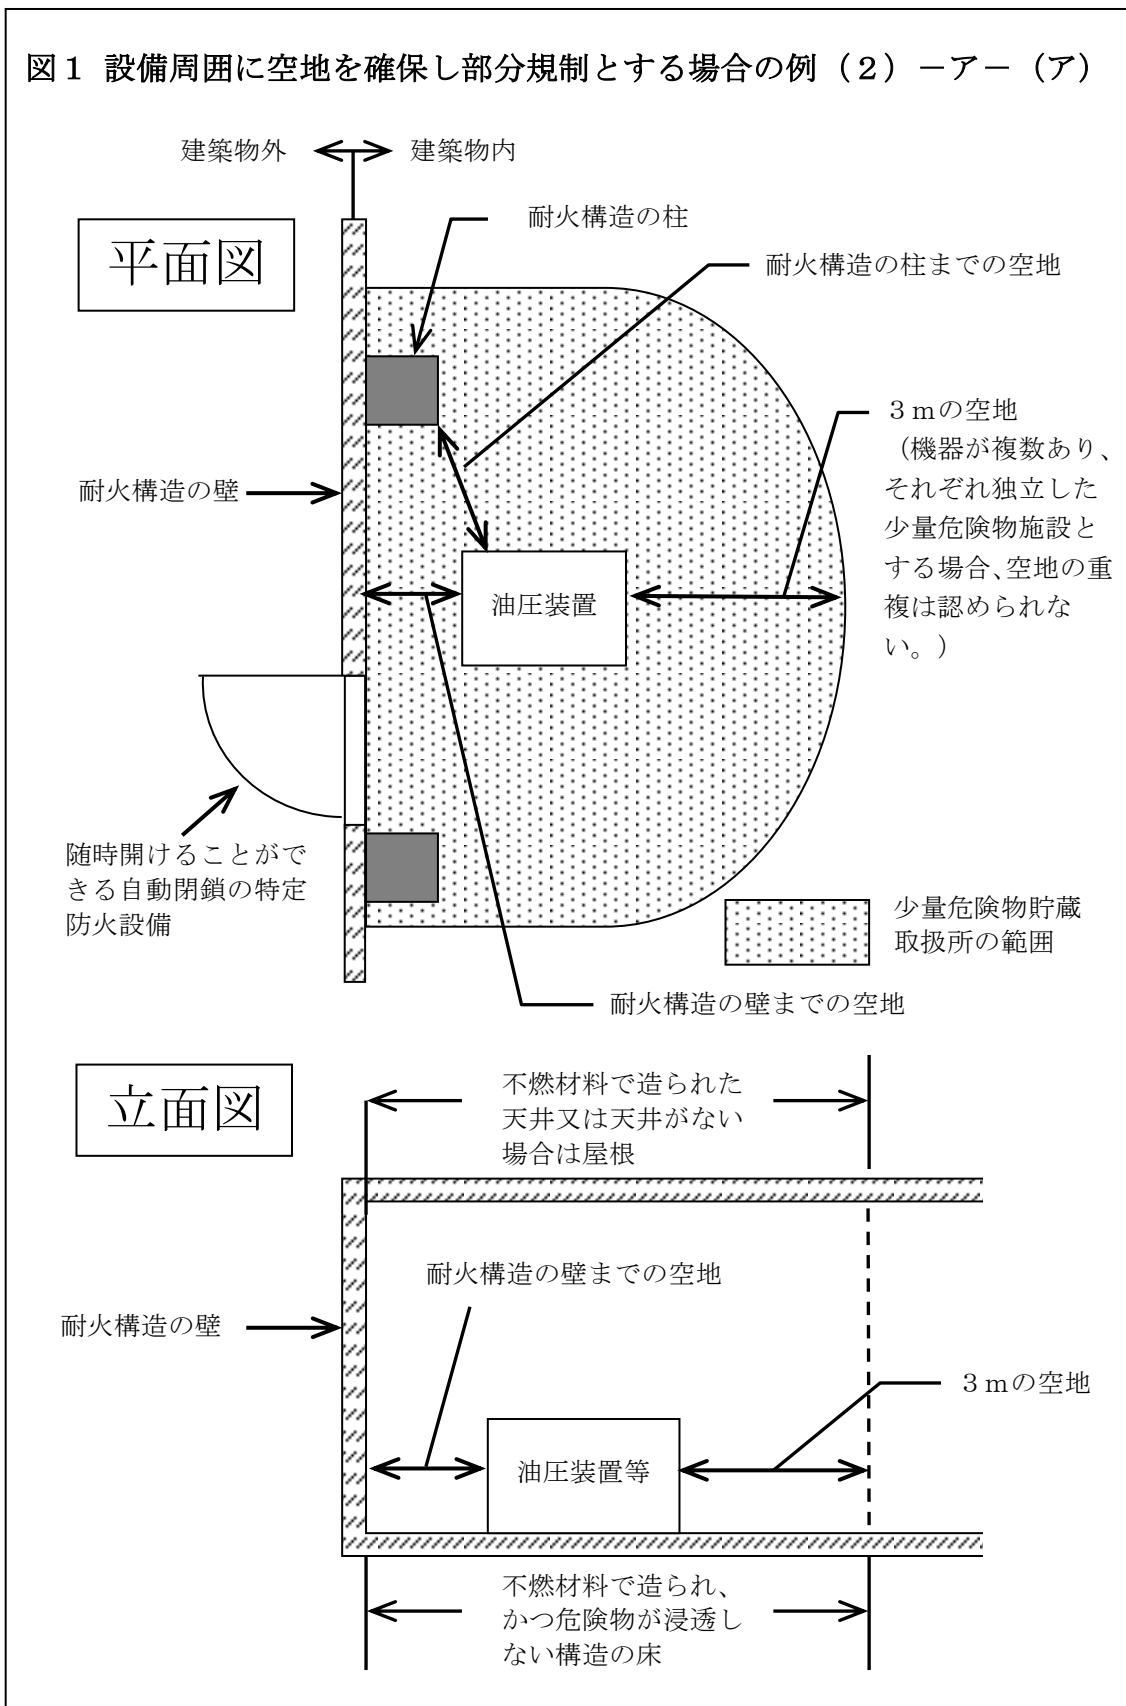 図１ 設備周囲に空地を確保し部分規制とする場合の例（２）－ア－（ア）
建築物外
建築物内
平面図
耐火構造の柱
耐火構造の柱までの空地
３ｍの空地
（機器が複数あり、
それぞれ独立した
少量危険物施設と
する場合、空地の重
複は認められな
い。）
耐火構造の壁
油圧装置
随時開けることがで
きる自動閉鎖の特定
防火設備
少量危険物貯蔵
取扱所の範囲
耐火構造の壁までの空地
立面図
不燃材料で造られた
天井又は天井がない
場合は屋根
耐火構造の壁までの空地
耐火構造の壁
３ｍの空地
油圧装置等
不燃材料で造られ、
かつ危険物が浸透し
ない構造の床